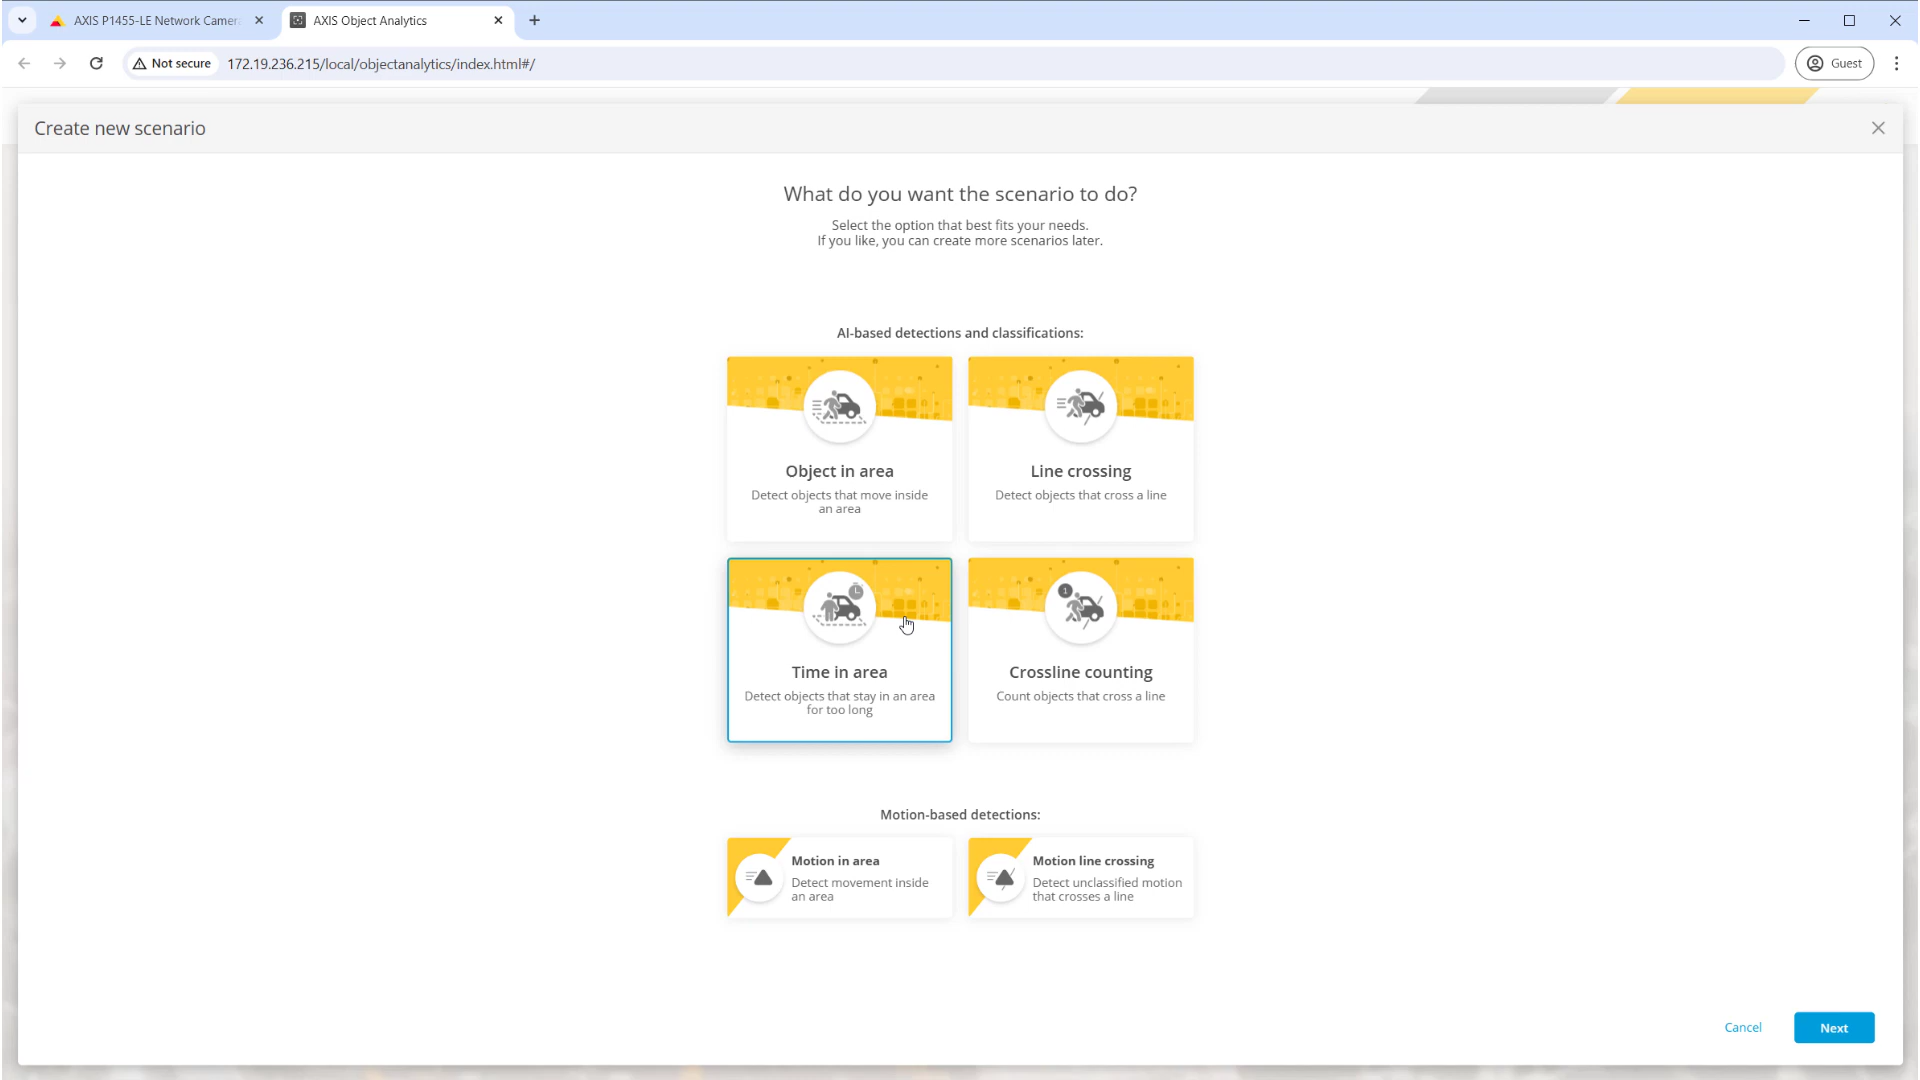 AXIS P1455-LE Network Camer
AXIS Object Analytics
Not secure
172.19.236.215/local/objectanalytics/index.html#/
Guest
Create new scenario
What do you want the scenario to do?
Select the option that best fits your needs.
If you like, you can create more scenarios later.
AI-based detections and classifications:
Object in area
Detect objects that move inside
an area
Line crossing
Detect objects that cross a line
Time in area
Detect objects that stay in an area
for too long
1
Crossline counting
Count objects that cross a line
Motion-based detections:
Motion in area
Detect movement inside
an area
Motion line crossing
Detect unclassified motion
that crosses a line
Cancel
Next